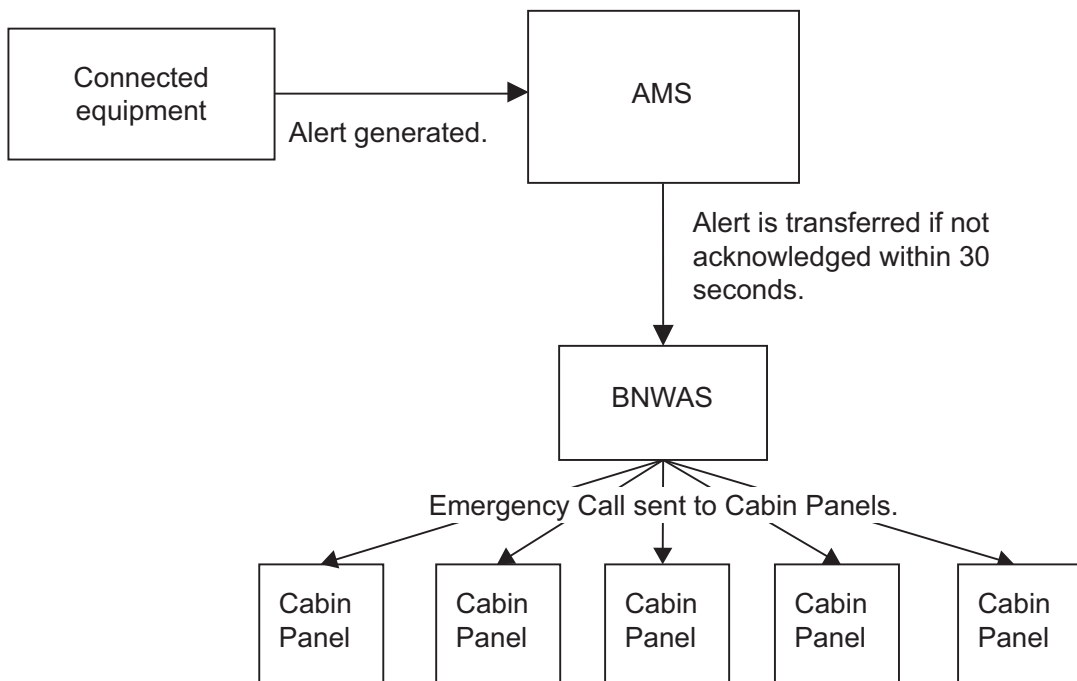 Connected
equipment
AMS
Alert generated.
Alert is transferred if not
acknowledged within 30
seconds.
BNWAS
Emergency Call sent to Cabin Panels.
Cabin
Panel
Cabin
Panel
Cabin
Panel
Cabin
Panel
Cabin
Panel